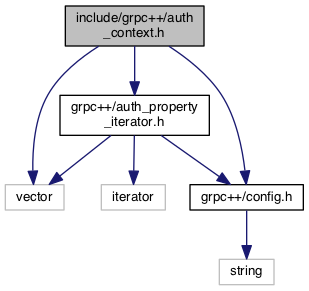 include/grpc++/auth
_context.h
grpc++/auth_property
_iterator.h
vector
iterator
grpc++/config.h
string